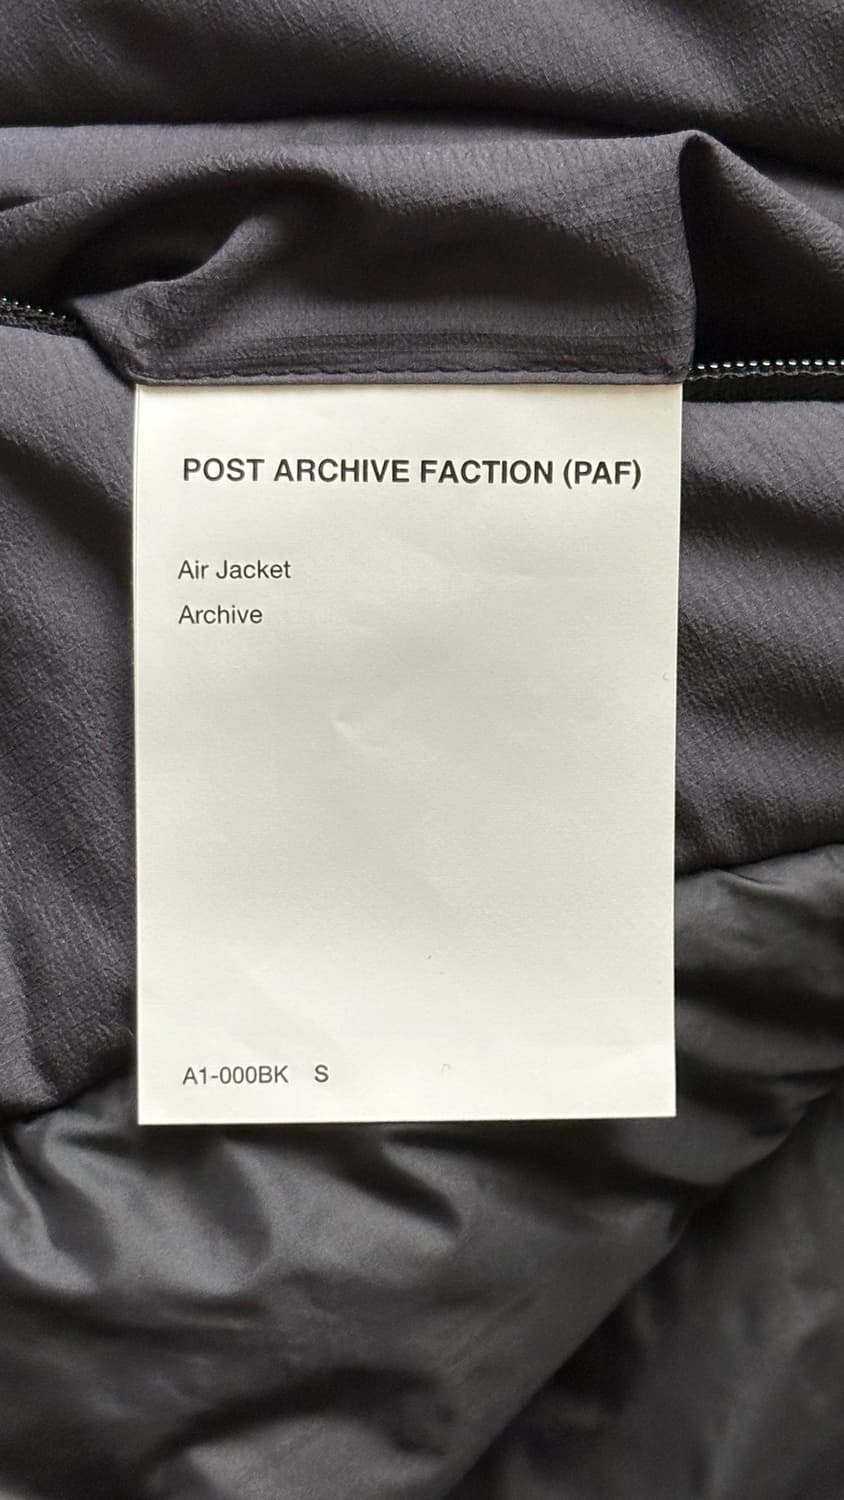 POST ARCHIVE FACTION (PAF)
Air Jacket
Archive
A1-000BK S